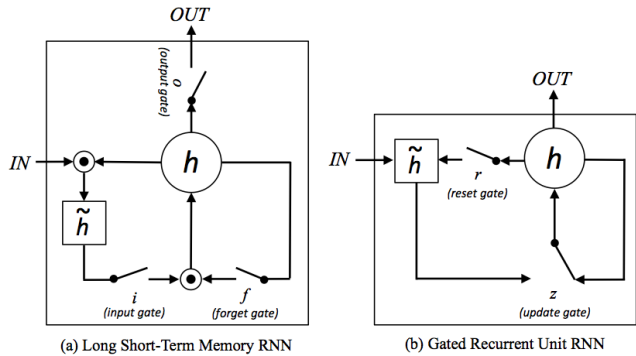 OUT
o
(output gate)
IN
h
h̃
i
(input gate)
f
(forget gate)
(a) Long Short-Term Memory RNN
OUT
IN
h̃
r
(reset gate)
h
z
(update gate)
(b) Gated Recurrent Unit RNN